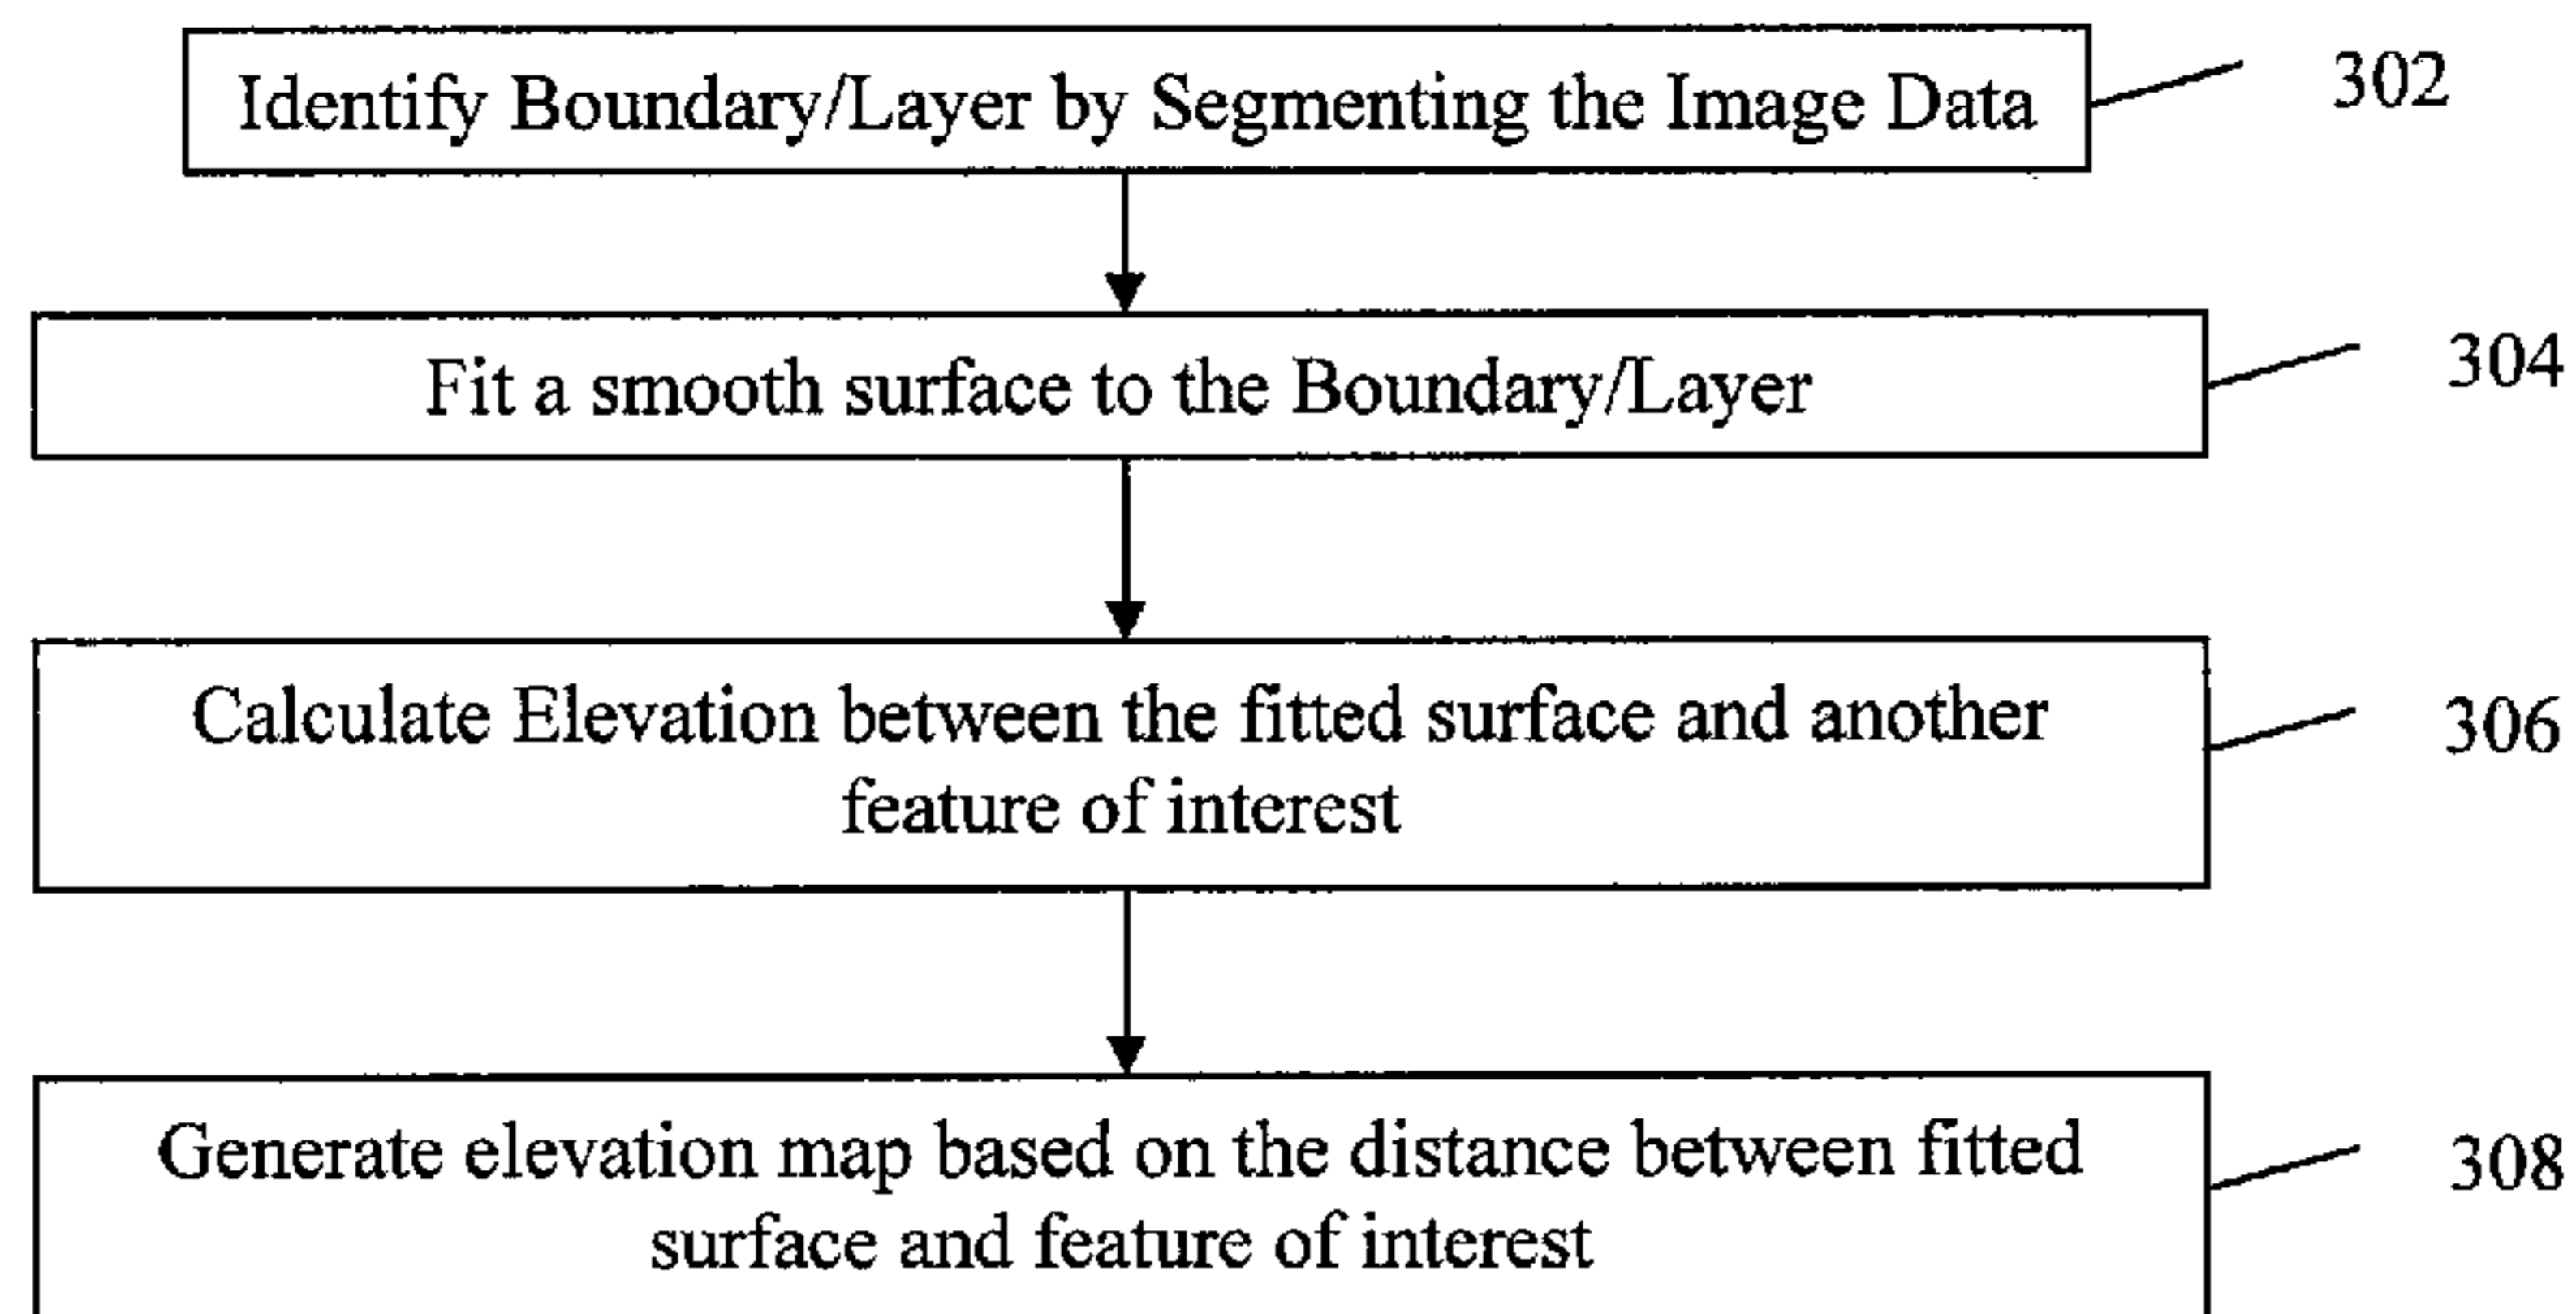 Identify Boundary/Layer by Segmenting the Image Data
302
Fit a smooth surface to the Boundary/Layer
304
Calculate Elevation between the fitted surface and another
feature of interest
306
Generate elevation map based on the distance between fitted
surface and feature of interest
308